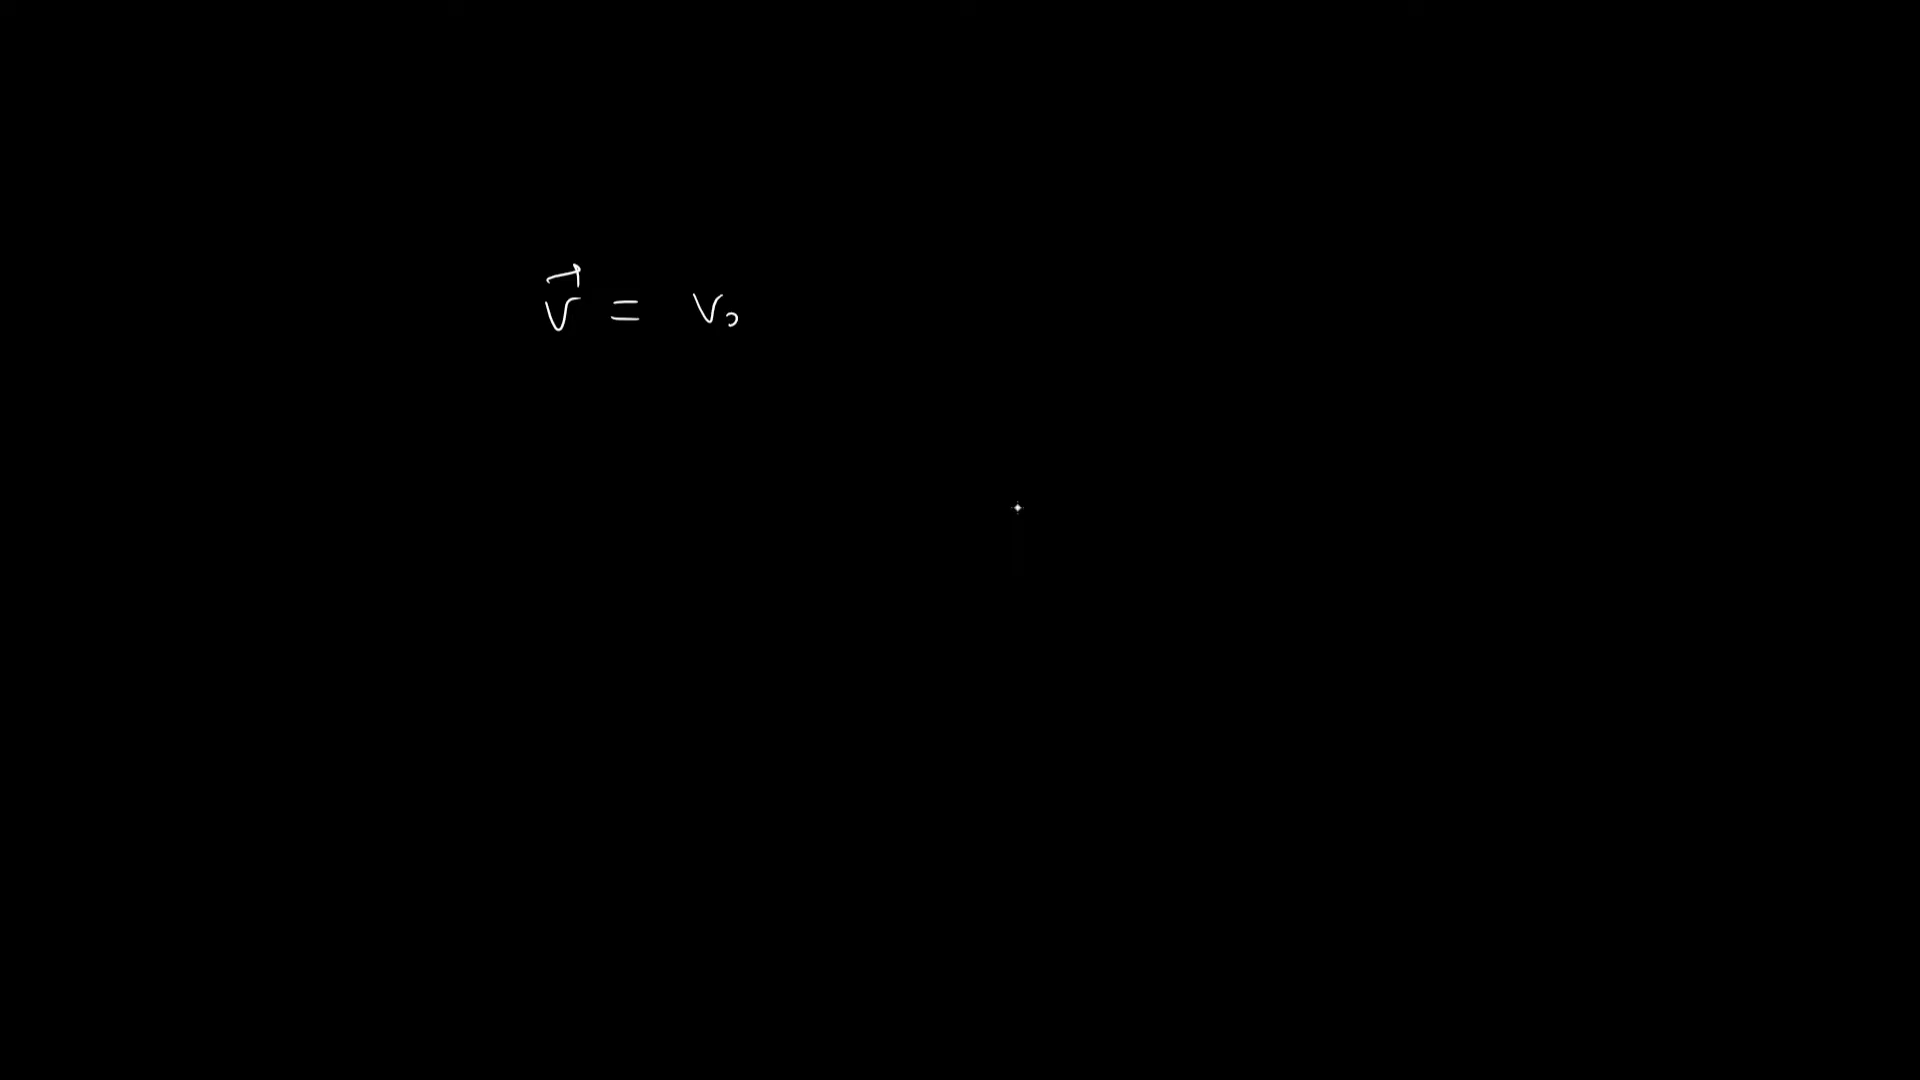 v⃗ = v₀